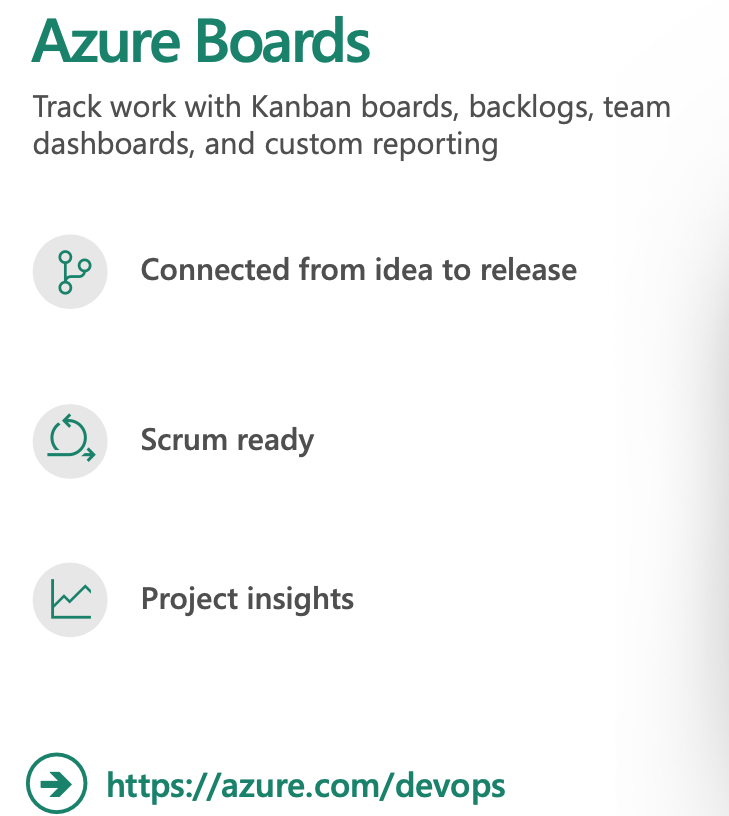 Azure Boards
Track work with Kanban boards, backlogs, team
dashboards, and custom reporting
Connected from idea to release
Scrum ready
Project insights
https://azure.com/devops